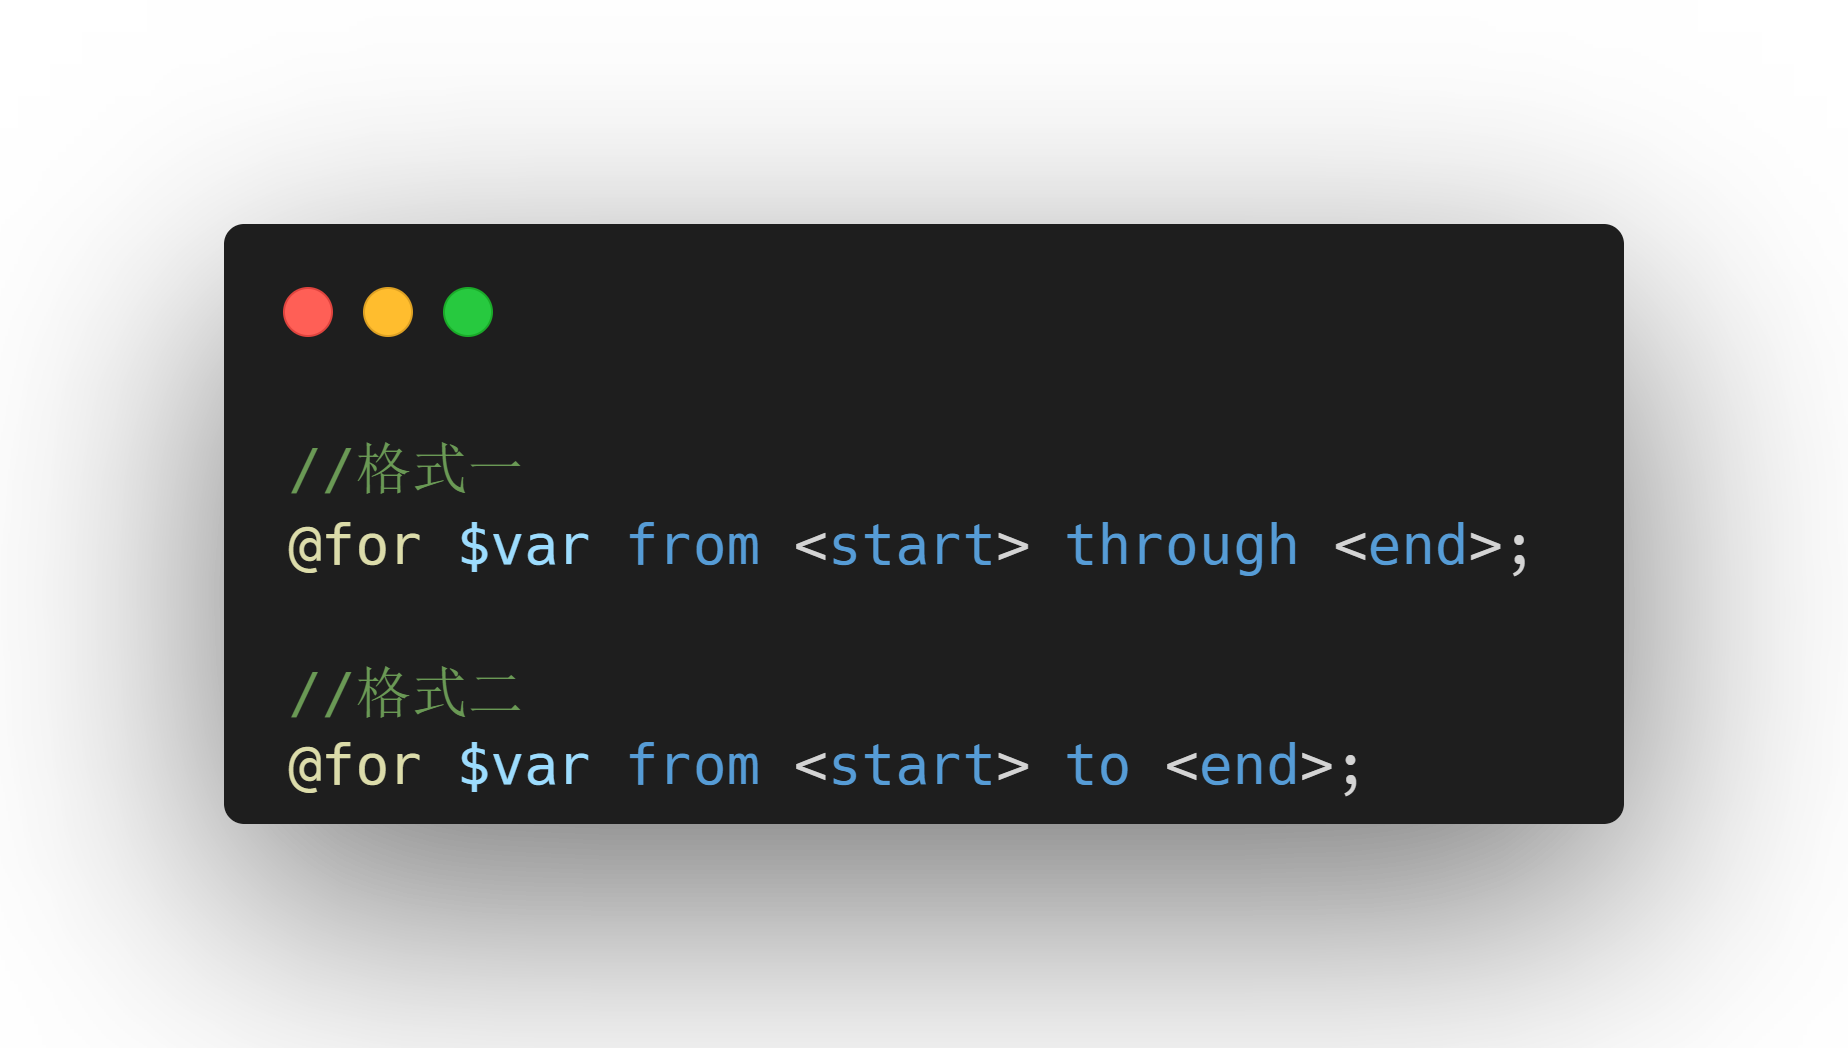 //格式一
@for $var from <start> through <end>;
//格式二
@for $var from <start> to <end>;